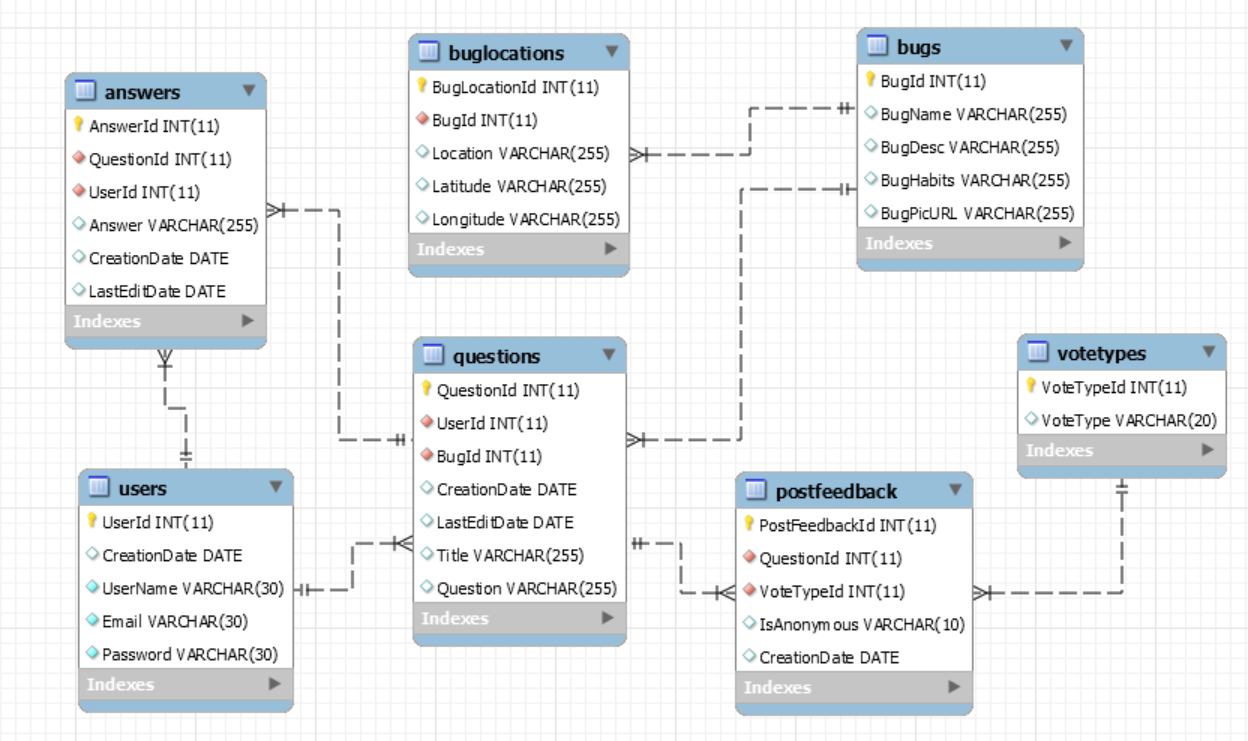 answers
AnswerId INT(11)
QuestionId INT(11)
UserId INT(11)
Answer VARCHAR(255)
CreationDate DATE
LastEditDate DATE
Indexes
buglocations
BugLocationId INT(11)
BugId INT(11)
Location VARCHAR(255)
Latitude VARCHAR(255)
Longitude VARCHAR(255)
Indexes
bugs
BugId INT(11)
BugName VARCHAR(255)
BugDesc VARCHAR(255)
BugHabits VARCHAR(255)
BugPicURL VARCHAR(255)
Indexes
users
UserId INT(11)
CreationDate DATE
UserName VARCHAR(30)
Email VARCHAR(30)
Password VARCHAR(30)
Indexes
questions
QuestionId INT(11)
UserId INT(11)
BugId INT(11)
CreationDate DATE
LastEditDate DATE
Title VARCHAR(255)
Question VARCHAR(255)
Indexes
postfeedback
PostFeedbackId INT(11)
QuestionId INT(11)
VoteTypeId INT(11)
IsAnonymous VARCHAR(10)
CreationDate DATE
Indexes
votetypes
VoteTypeId INT(11)
VoteType VARCHAR(20)
Indexes